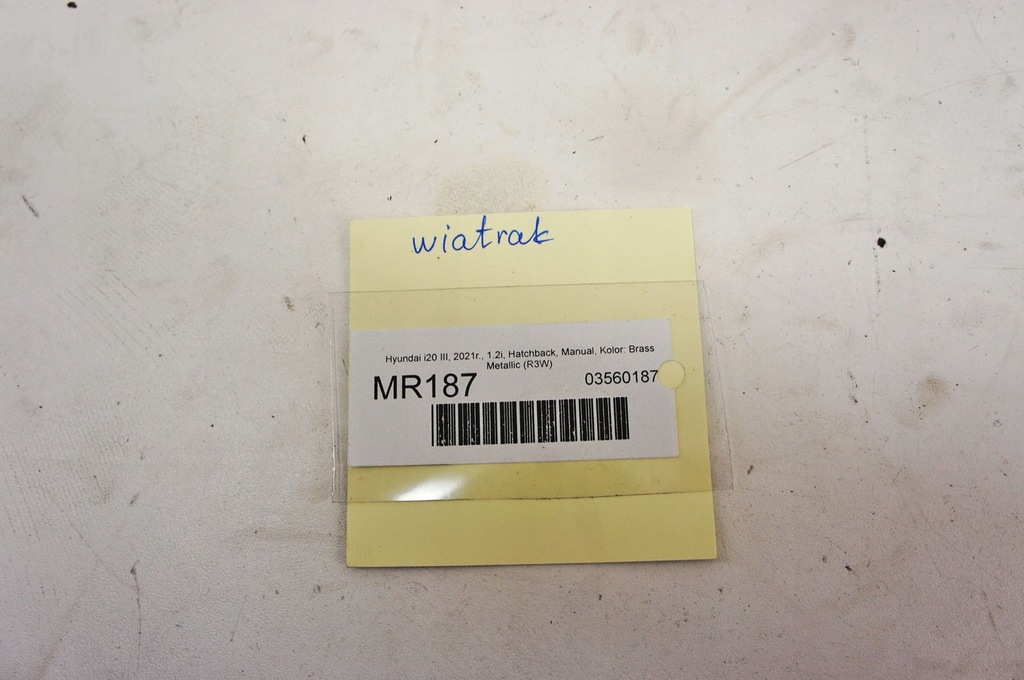 wiatrak
Hyundai i20 III, 2021r., 1.2i, Hatchback, Manual, Kolor: Brass
Metallic (R3W)
MR187 03560187